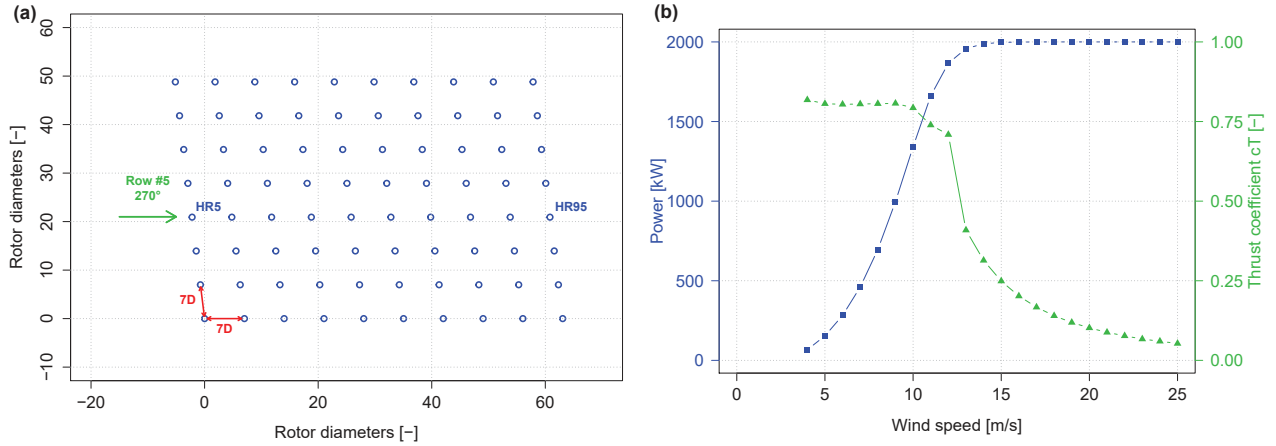 (a)
Rotor diameters [−]
60
50
40
30
20
10
0
−10
Row #5
270°
HR5
HR95
7D
7D
−20
0
20
40
60
Rotor diameters [−]
(b)
Power [kW]
2000
1500
1000
500
0
1.00
0.75
0.50
0.25
0.00
Thrust coefficient cT [−]
0
5
10
15
20
25
Wind speed [m/s]